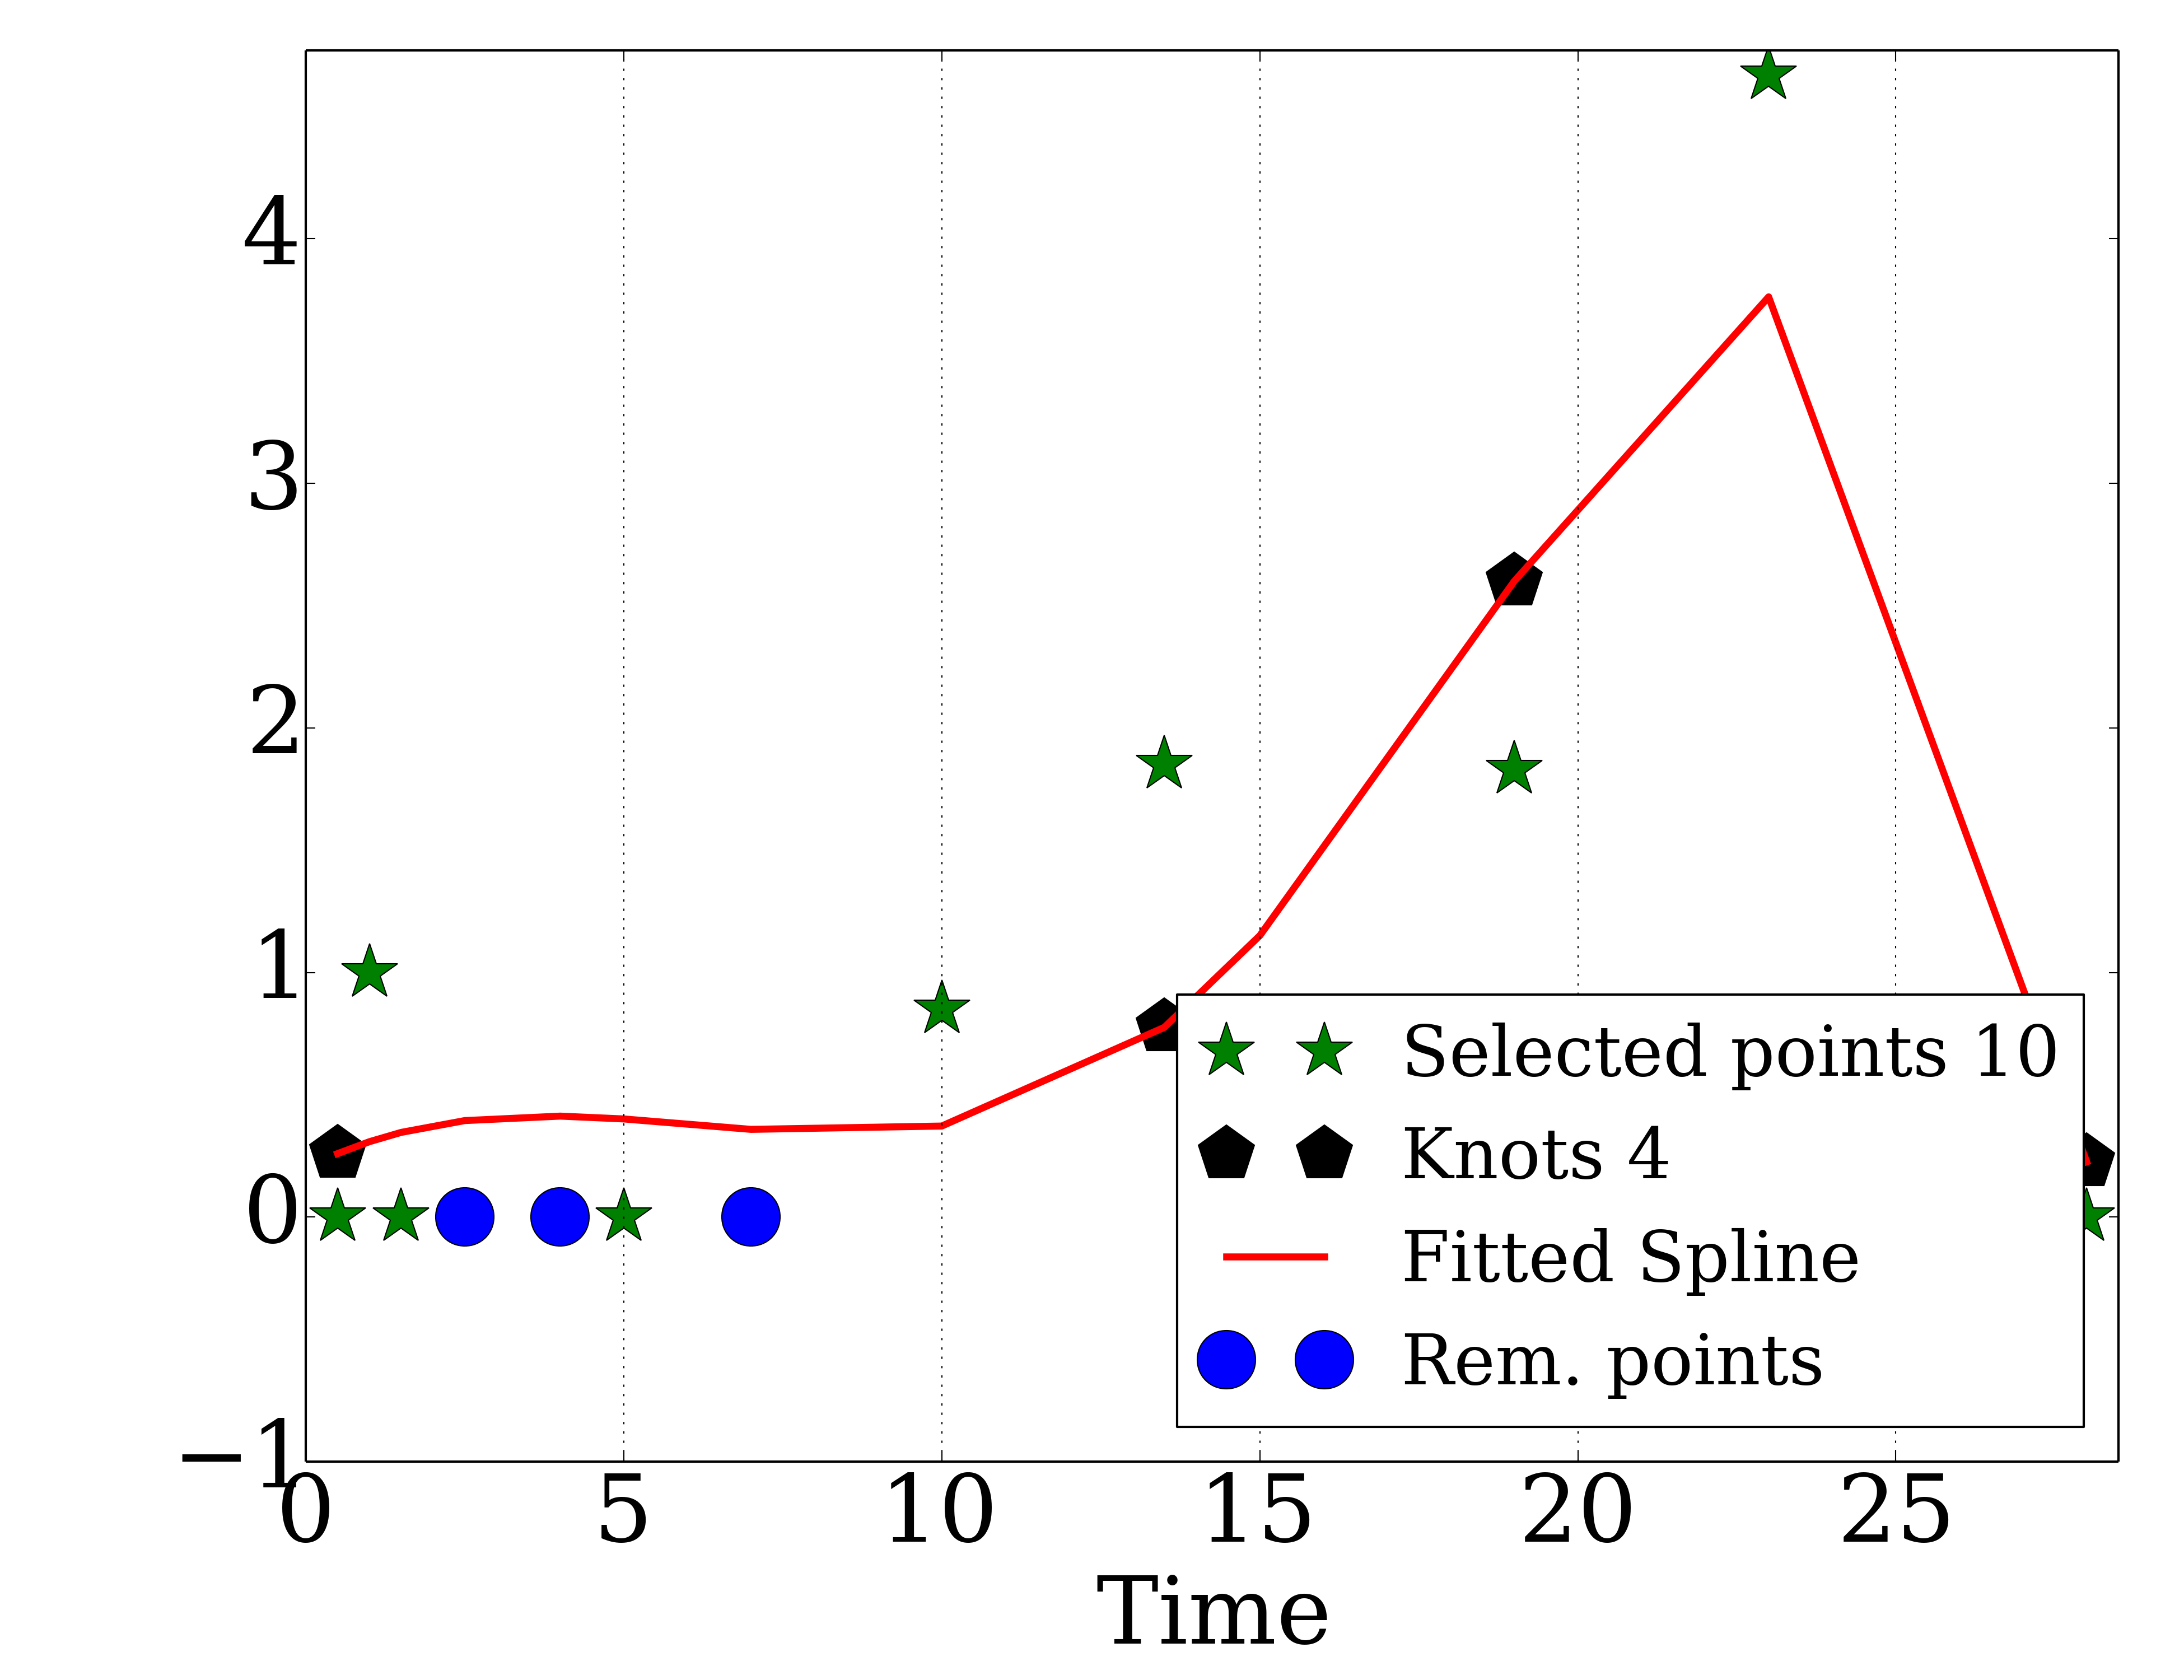 4
3
2
1
0
−1
Selected points 10
Knots 4
Fitted Spline
Rem. points
0 5 10 15 20 25
Time